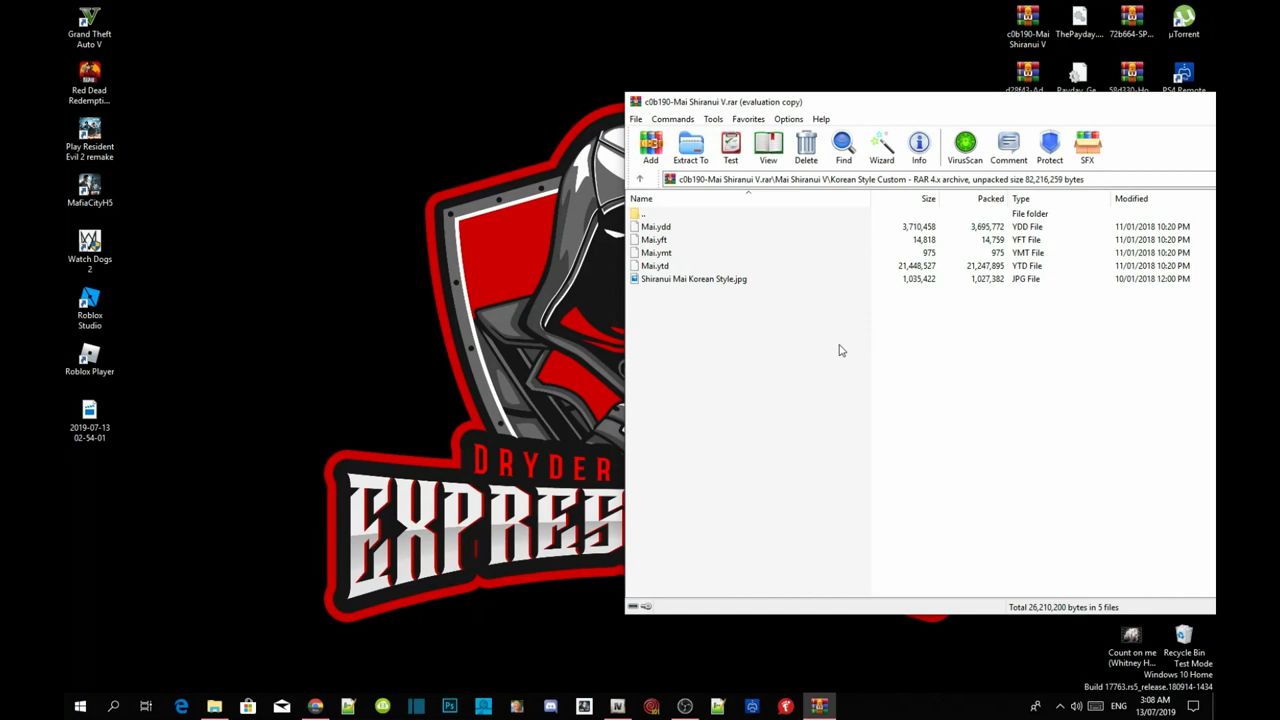 Grand Theft
Auto V
Red Dead
Redempti...
Play Resident
Evil 2 remake
MafiaCityH5
Watch Dogs
2
Roblox
Studio
Roblox Player
2019-07-13
02-54-01
c0b190-Mai
Shiranui V
ThePayday....
72b664-SP...
µTorrent
PS4 Remote
c0b190-Mai Shiranui V.rar (evaluation copy)
File Commands Tools Favorites Options Help
Add Extract To Test View Delete Find Wizard Info VirusScan Comment Protect SFX
c0b190-Mai Shiranui V.rar\Mai Shiranui V\Korean Style Custom - RAR 4.x archive, unpacked size 82,216,259 bytes
Name Size Packed Type Modified
.. File folder
Mai.ydd 3,710,458 3,695,772 YDD File 11/01/2018 10:20 PM
Mai.yft 14,818 14,759 YFT File 11/01/2018 10:20 PM
Mai.ymt 975 975 YMT File 11/01/2018 10:20 PM
Mai.ytd 21,448,527 21,247,895 YTD File 11/01/2018 10:20 PM
Shiranui Mai Korean Style.jpg 1,035,422 1,027,382 JPG File 10/01/2018 12:00 PM
Total 26,210,200 bytes in 5 files
DRYDER
EXPRES
Count on me
(Whitney H...
Recycle Bin
Test Mode
Windows 10 Home
Build 17763.rs5_release.180914-1434
ENG
3:08 AM
13/07/2019